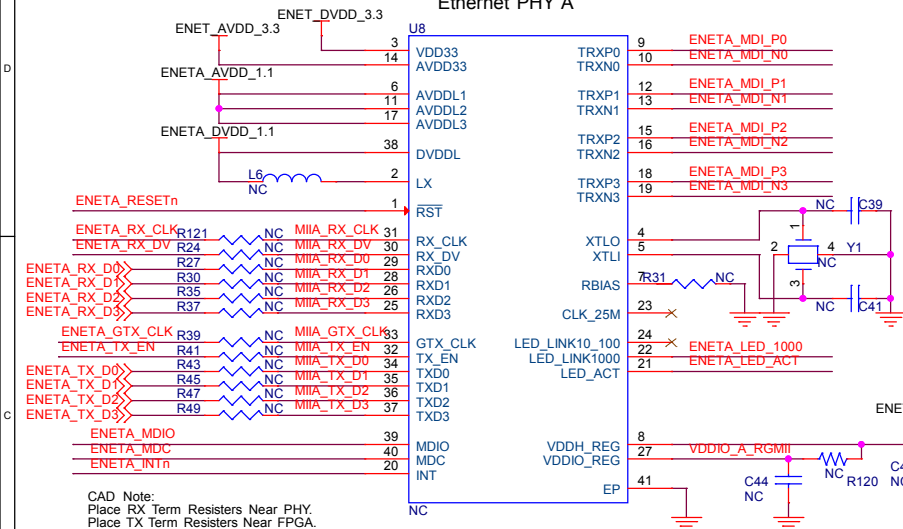 Ethernet PHY A
ENET_DVDD_3.3
ENET_AVDD_3.3
U8
3 VDD33 TRXP0 9 ENETA_MDI_P0
14 AVDD33 TRXN0 10 ENETA_MDI_N0
D
ENETA_AVDD_1.1
6 AVDDL1 TRXP1 12 ENETA_MDI_P1
11 AVDDL2 TRXN1 13 ENETA_MDI_N1
17 AVDDL3
ENETA_DVDD_1.1
TRXP2 15 ENETA_MDI_P2
38 DVDDL TRXN2 16 ENETA_MDI_N2
L6 NC 2 LX TRXP3 18 ENETA_MDI_P3
TRXN3 19 ENETA_MDI_N3
ENETA_RESETn 1 RST
NC C39
ENETA_RX_CLK R121 NC MIIA_RX_CLK 31 RX_CLK XTLO 4
1
ENETA_RX_DV R24 NC MIIA_RX_DV 30 RX_DV XTLI 5
2 4 Y1
NC
ENETA_RX_D0 R27 NC MIIA_RX_D0 29 RXD0
ENETA_RX_D1 R30 NC MIIA_RX_D1 28 RXD1 RBIAS 7 R31 NC
3
ENETA_RX_D2 R35 NC MIIA_RX_D2 26 RXD2
ENETA_RX_D3 R37 NC MIIA_RX_D3 25 RXD3 CLK_25M 23
NC C41
ENETA_GTX_CLK R39 NC MIIA_GTX_CLK 33 GTX_CLK LED_LINK10_100 24
ENETA_TX_EN R41 NC MIIA_TX_EN 32 TX_EN LED_LINK1000 22 ENETA_LED_1000
ENETA_TX_D0 R43 NC MIIA_TX_D0 34 TXD0 LED_ACT 21 ENETA_LED_ACT
ENETA_TX_D1 R45 NC MIIA_TX_D1 35 TXD1
ENETA_TX_D2 R47 NC MIIA_TX_D2 36 TXD2
ENETA_TX_D3 R49 NC MIIA_TX_D3 37 TXD3
C
ENE
ENETA_MDIO 39 MDIO VDDH_REG 8
ENETA_MDC 40 MDC VDDIO_REG 27 VDDIO_A_RGMII
ENETA_INTn 20 INT
NC R120
C44
NC
EP 41
CAD Note:
Place RX Term Resisters Near PHY.
Place TX Term Resisters Near FPGA.
NC